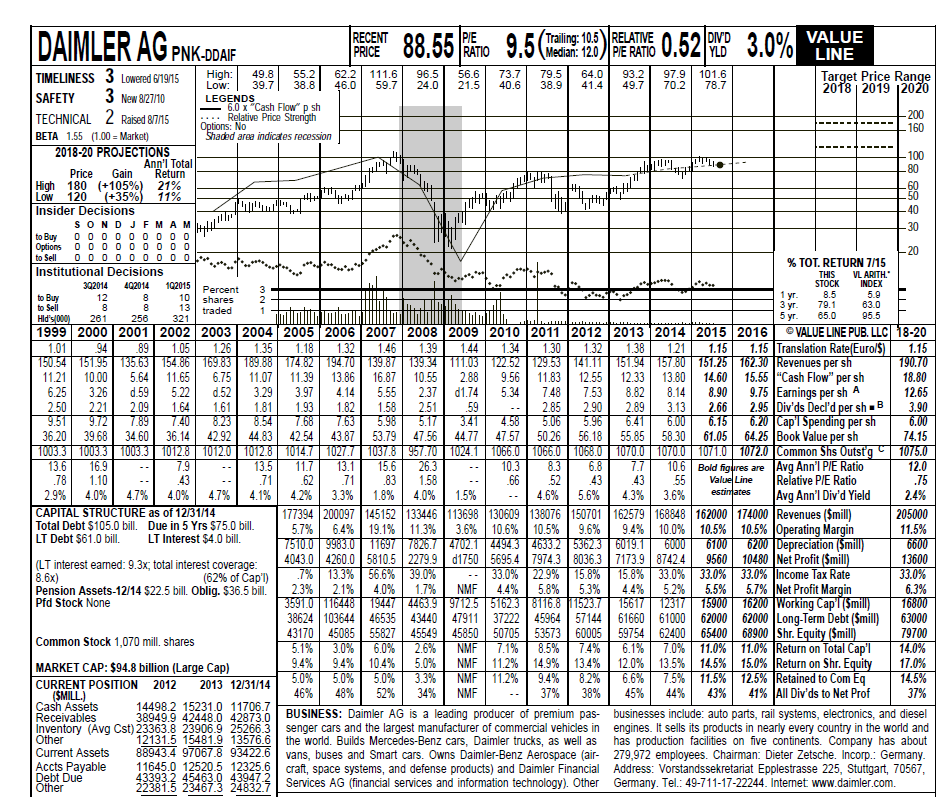 DAIMLER AG PNK-DDAIF
RECENT PRICE 88.55 P/E RATIO 9.5 (Trailing: 10.5 Median: 12.0) RELATIVE P/E RATIO 0.52 DIV'D YLD 3.0% VALUE LINE
TIMELINESS 3 Lowered 6/19/15
SAFETY 3 New 8/27/10
TECHNICAL 2 Raised 8/7/15
BETA 1.55 (1.00 = Market)
High: 49.8 55.2 62.2 111.6 96.5 56.6 73.7 79.5 64.0 93.2 97.9 101.6
Low: 39.7 38.8 46.0 59.7 24.0 21.5 40.6 38.9 41.4 49.7 70.2 78.7
Target Price Range
2018 2019 2020
LEGENDS
6.0 x "Cash Flow" p sh
Relative Price Strength
Options: No
Shaded area indicates recession
200
160
100
80
60
50
40
30
20
2018-20 PROJECTIONS
Ann'l Total
Price Gain Return
High 180 (+105%) 21%
Low 120 (+35%) 11%
Insider Decisions
S O N D J F M A M
to Buy 0 0 0 0 0 0 0 0 0
Options 0 0 0 0 0 0 0 0 0
to Sell 0 0 0 0 0 0 0 0 0
Institutional Decisions
3Q2014 4Q2014 1Q2015
to Buy 12 8 10
to Sell 8 8 13
Hld's(000) 261 256 321
Percent 3
shares 2
traded 1
% TOT. RETURN 7/15
THIS VL ARITH.*
STOCK INDEX
1 yr. 8.5 5.9
3 yr. 79.1 63.0
5 yr. 65.0 95.5
1999 2000 2001 2002 2003 2004 2005 2006 2007 2008 2009 2010 2011 2012 2013 2014 2015 2016 © VALUE LINE PUB. LLC 18-20
1.01 .94 .89 1.05 1.26 1.35 1.18 1.32 1.46 1.39 1.44 1.34 1.30 1.32 1.38 1.21 1.15 1.15 Translation Rate(Euro/$) 1.15
150.54 151.95 135.63 154.86 169.83 189.88 174.82 194.70 139.87 139.34 111.03 122.52 129.53 141.11 151.94 157.80 151.25 162.30 Revenues per sh 190.70
11.21 10.00 5.64 11.65 6.75 11.07 11.39 13.86 16.87 10.55 2.88 9.56 11.83 12.55 12.33 13.80 14.60 15.55 "Cash Flow" per sh 18.80
6.25 3.26 d.59 5.22 d.52 3.29 3.97 4.14 5.55 2.37 d1.74 5.34 7.48 7.53 8.82 8.14 8.90 9.75 Earnings per sh A 12.65
2.50 2.21 2.09 1.64 1.61 1.81 1.93 1.82 1.58 2.51 .59 -- 2.85 2.90 2.89 3.13 2.66 2.95 Div'ds Decl'd per sh ■ B 3.90
9.51 9.72 7.89 7.40 8.23 8.54 7.68 7.63 5.98 5.17 3.41 4.58 5.06 5.96 6.41 6.00 6.15 6.20 Cap'l Spending per sh 6.00
36.20 39.68 34.60 36.14 42.92 44.83 42.54 43.87 53.79 47.56 44.77 47.57 50.26 56.18 55.85 58.30 61.05 64.25 Book Value per sh 74.15
1003.3 1003.3 1003.3 1012.8 1012.0 1012.8 1014.7 1027.7 1037.8 957.70 1024.1 1066.0 1066.0 1068.0 1070.0 1070.0 1071.0 1072.0 Common Shs Outst'g C 1075.0
13.6 16.9 -- 7.9 -- 13.5 11.7 13.1 15.6 26.3 -- 10.3 8.3 6.8 7.7 10.6 Bold figures are Avg Ann'l P/E Ratio 12.0
.78 1.10 -- .43 -- .71 .62 .71 .83 1.58 -- .66 .52 .43 .43 .55 Value Line Relative P/E Ratio .75
2.9% 4.0% 4.7% 4.0% 4.7% 4.1% 4.2% 3.3% 1.8% 4.0% 1.5% -- 4.6% 5.6% 4.3% 3.6% estimates Avg Ann'l Div'd Yield 2.4%
CAPITAL STRUCTURE as of 12/31/14
Total Debt $105.0 bill. Due in 5 Yrs $75.0 bill.
LT Debt $61.0 bill. LT Interest $4.0 bill.
(LT interest earned: 9.3x; total interest coverage:
8.6x) (62% of Cap'l)
Pension Assets-12/14 $22.5 bill. Oblig. $36.5 bill.
Pfd Stock None
Common Stock 1,070 mill. shares
MARKET CAP: $94.8 billion (Large Cap)
177394 200097 145152 133446 113698 130609 138076 150701 162579 168848 162000 174000 Revenues ($mill) 205000
5.7% 6.4% 19.1% 11.3% 3.6% 10.6% 10.5% 9.6% 9.4% 10.0% 10.5% 10.5% Operating Margin 11.5%
7510.0 9983.0 11697 7826.7 4702.1 4494.3 4633.2 5362.3 6019.1 6000 6100 6200 Depreciation ($mill) 6600
4043.0 4260.0 5810.5 2279.9 d1750 5695.4 7974.3 8036.3 7173.9 8742.4 9560 10480 Net Profit ($mill) 13600
.7% 13.3% 56.6% 39.0% -- 33.0% 22.9% 15.8% 15.8% 33.0% 33.0% 33.0% Income Tax Rate 33.0%
2.3% 2.1% 4.0% 1.7% NMF 4.4% 5.8% 5.3% 4.4% 5.2% 5.5% 5.7% Net Profit Margin 6.3%
3591.0 116448 19447 4463.9 9712.5 5162.3 8116.8 11523.7 15617 12317 15900 16200 Working Cap'l ($mill) 16800
38624 103644 46535 43440 47911 37222 45964 57144 61660 61000 62000 62000 Long-Term Debt ($mill) 63000
43170 45085 55827 45549 45850 50705 53573 60005 59754 62400 65400 68900 Shr. Equity ($mill) 79700
5.1% 3.0% 6.0% 2.6% NMF 7.1% 8.5% 7.4% 6.1% 7.0% 11.0% 11.0% Return on Total Cap'l 14.0%
9.4% 9.4% 10.4% 5.0% NMF 11.2% 14.9% 13.4% 12.0% 13.5% 14.5% 15.0% Return on Shr. Equity 17.0%
5.0% 5.0% 5.0% 3.3% NMF 11.2% 9.4% 8.2% 6.6% 7.5% 11.5% 12.5% Retained to Com Eq 14.5%
46% 48% 52% 34% NMF -- 37% 38% 45% 44% 43% 41% All Div'ds to Net Prof 37%
CURRENT POSITION 2012 2013 12/31/14
($MILL.)
Cash Assets 14498.2 15231.0 11706.7
Receivables 38949.9 42448.0 42873.0
Inventory (Avg Cst) 23363.8 23906.9 25266.3
Other 12131.5 15481.9 13576.6
Current Assets 88943.4 97067.8 93422.6
Accts Payable 11645.0 12520.5 12325.6
Debt Due 43393.2 45463.0 43947.2
Other 22381.5 23467.3 24832.7
BUSINESS: Daimler AG is a leading producer of premium pas-
senger cars and the largest manufacturer of commercial vehicles in
the world. Builds Mercedes-Benz cars, Daimler trucks, as well as
vans, buses and Smart cars. Owns Daimler-Benz Aerospace (air-
craft, space systems, and defense products) and Daimler Financial
Services AG (financial services and information technology). Other
businesses include: auto parts, rail systems, electronics, and diesel
engines. It sells its products in nearly every country in the world and
has production facilities on five continents. Company has about
279,972 employees. Chairman: Dieter Zetsche. Incorp.: Germany.
Address: Vorstandssekretariat Epplestrasse 225, Stuttgart, 70567,
Germany. Tel.: 49-711-17-22244. Internet: www.daimler.com.